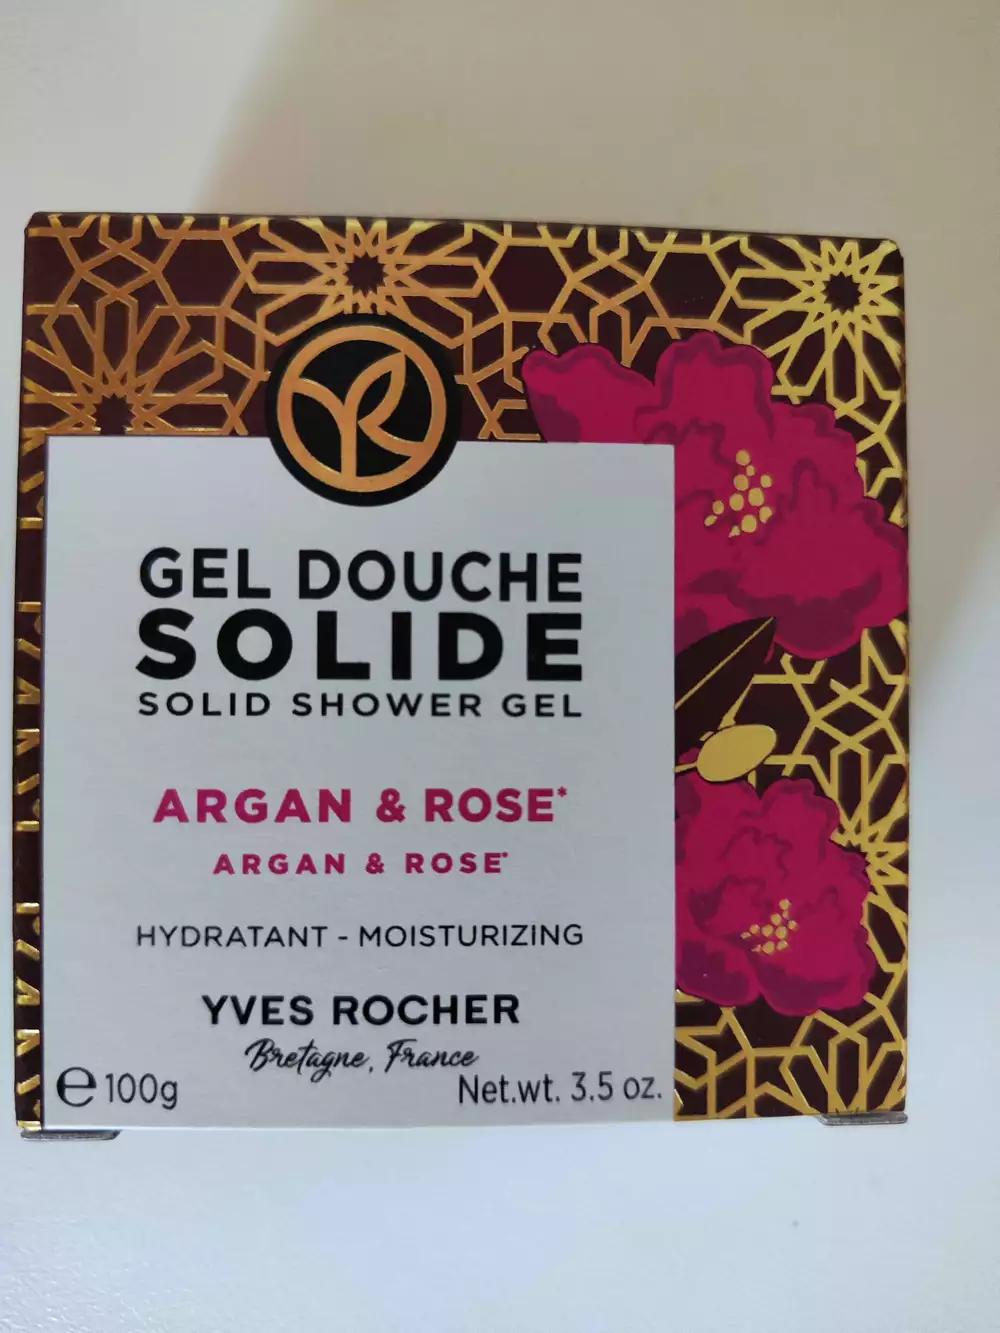 GEL DOUCHE
SOLIDE
SOLID SHOWER GEL
ARGAN & ROSE*
ARGAN & ROSE*
HYDRATANT - MOISTURIZING
YVES ROCHER
Bretagne, France
℮ 100g Net.wt. 3.5 oz.